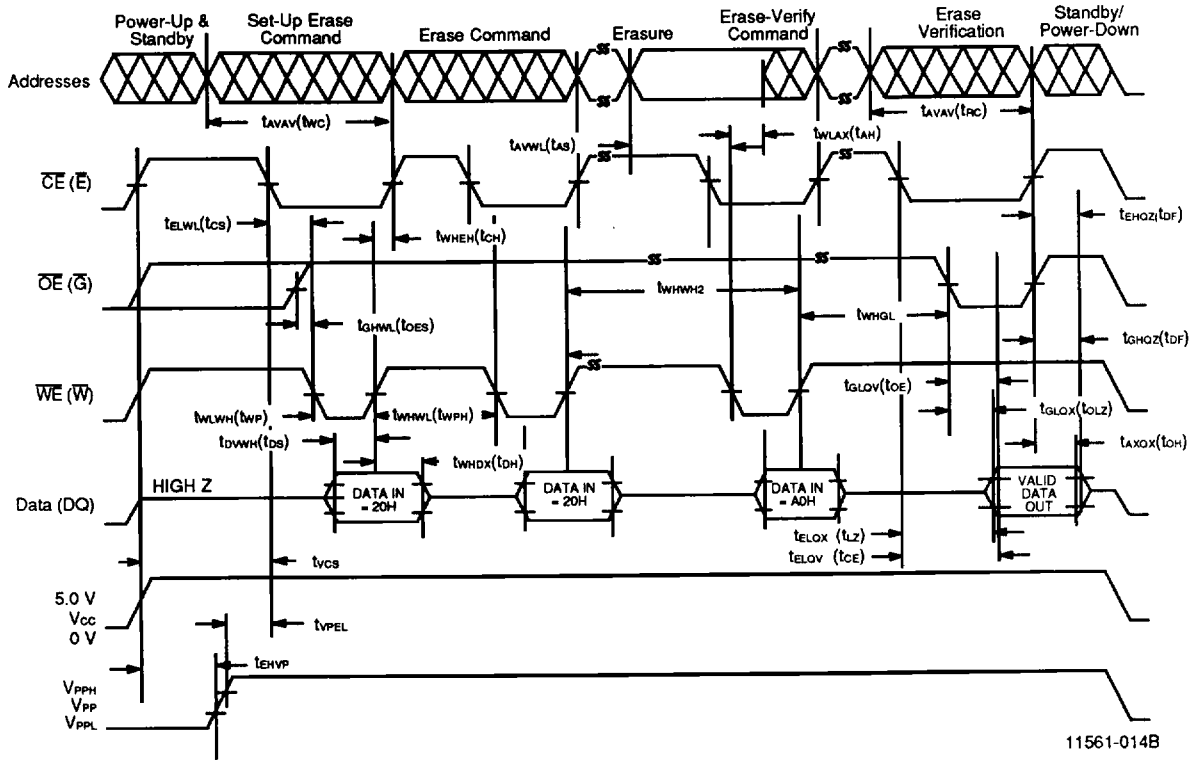 Power-Up &
Standby
Set-Up Erase
Command
Erase Command
Erasure
Erase-Verify
Command
Erase
Verification
Standby/
Power-Down
Addresses
tAVAV(tWC)
tAVWL(tAS)
tWLAX(tAH)
tAVAV(tRC)
CE (E)
tELWL(tCS)
tWHEH(tCH)
tEHQZ(tDF)
OE (G)
tWHWH2
tGHWL(tOES)
tWHGL
tGHQZ(tDF)
WE (W)
tWLWH(tWP)
tWHWL(tWPH)
tGLQV(tOE)
tGLQX(tOLZ)
tDVWH(tDS)
tWHDX(tDH)
tAXQX(tOH)
HIGH Z
Data (DQ)
DATA IN
= 20H
DATA IN
= 20H
DATA IN
= A0H
VALID
DATA
OUT
tELQX (tLZ)
tELQV (tCE)
tVCS
5.0 V
VCC
0 V
tVPEL
tEHVP
VPPH
VPP
VPPL
11561-014B